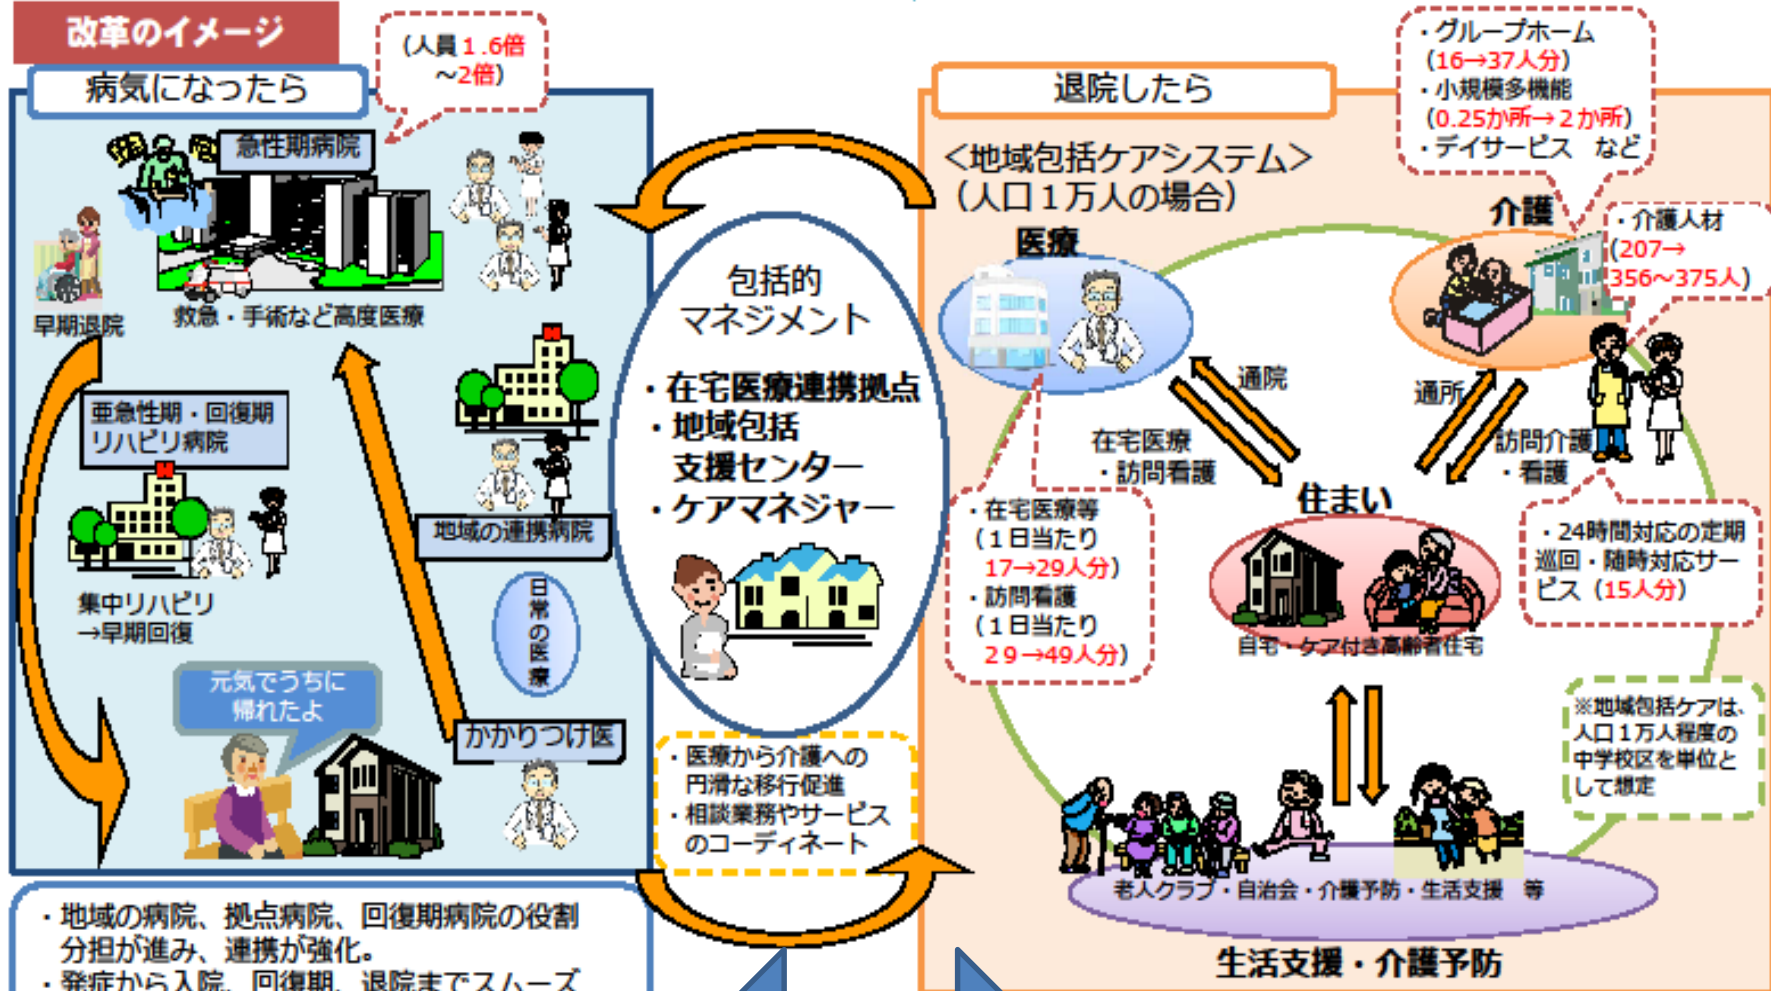 改革のイメージ
(人員1.6倍
～2倍)
病気になったら
急性期病院
早期退院
救急・手術など高度医療
亜急性期・回復期
リハビリ病院
集中リハビリ
→早期回復
地域の連携病院
日常の医療
元気でうちに
帰れたよ
かかりつけ医
・地域の病院、拠点病院、回復期病院の役割
分担が進み、連携が強化。
・発症から入院、回復期、退院までスムーズ
包括的
マネジメント
・在宅医療連携拠点
・地域包括
支援センター
・ケアマネジャー
・医療から介護への
円滑な移行促進
・相談業務やサービス
のコーディネート
退院したら
<地域包括ケアシステム>
(人口1万人の場合)
・グループホーム
(16→37人分)
・小規模多機能
(0.25か所→2か所)
・デイサービス など
医療
介護
・介護人材
(207→
356～375人)
通院
通所
在宅医療
・訪問看護
訪問介護
・看護
・在宅医療等
(1日当たり
17→29人分)
・訪問看護
(1日当たり
29→49人分)
住まい
自宅・ケア付き高齢者住宅
・24時間対応の定期
巡回・随時対応サー
ビス(15人分)
※地域包括ケアは、
人口1万人程度の
中学校区を単位と
して想定
老人クラブ・自治会・介護予防・生活支援 等
生活支援・介護予防